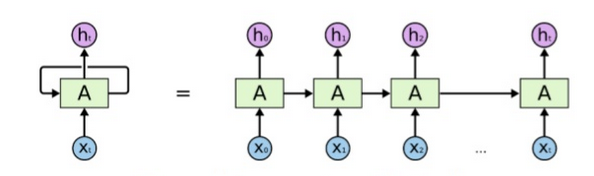 hₜ h₀ h₁ h₂ hₜ
A = A A A A
xₜ x₀ x₁ x₂ ... xₜ